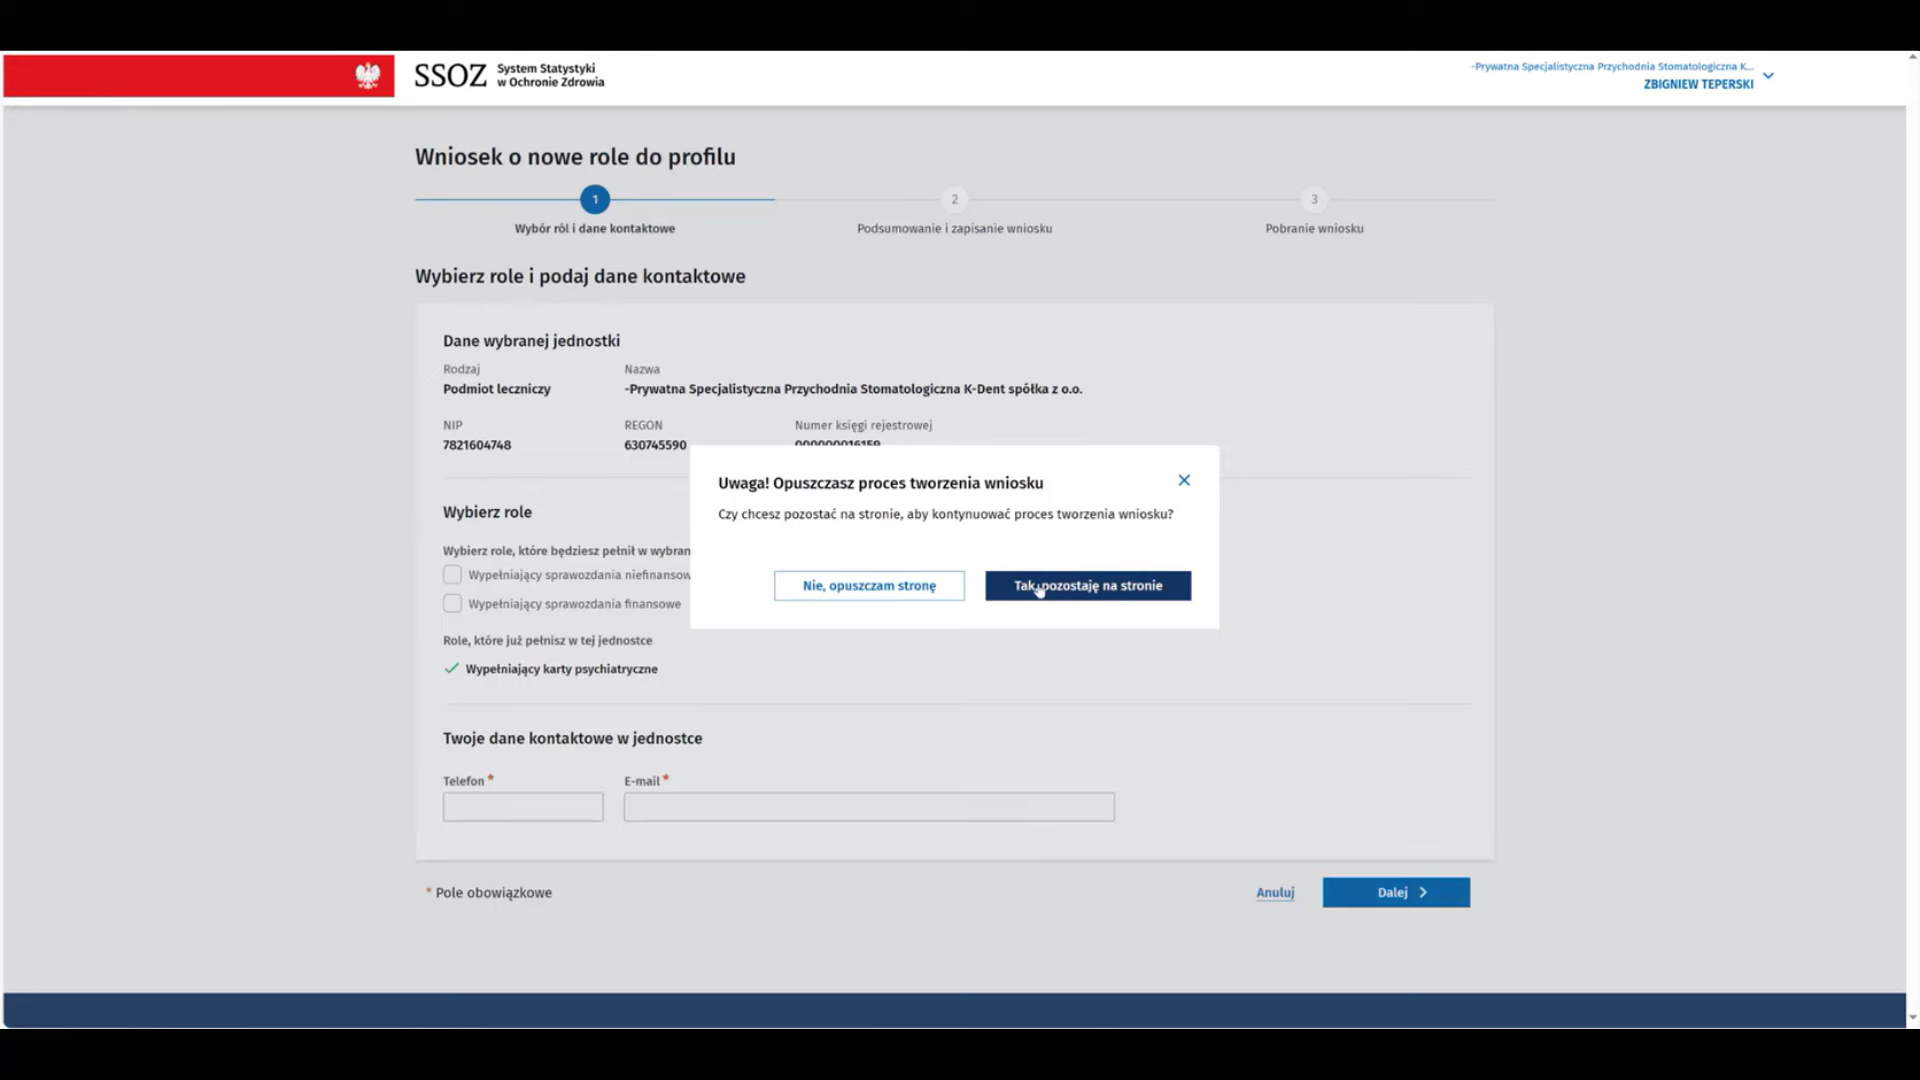 SSOZ System Statystyki
w Ochronie Zdrowia
-Prywatna Specjalistyczna Przychodnia Stomatologiczna K...
ZBIGNIEW TEPERSKI
Wniosek o nowe role do profilu
1
2
3
Wybór ról i dane kontaktowe
Podsumowanie i zapisanie wniosku
Pobranie wniosku
Wybierz role i podaj dane kontaktowe
Dane wybranej jednostki
Rodzaj
Nazwa
Podmiot leczniczy
-Prywatna Specjalistyczna Przychodnia Stomatologiczna K-Dent spółka z o.o.
NIP
REGON
Numer księgi rejestrowej
7821604748
630745590
000000016159
Uwaga! Opuszczasz proces tworzenia wniosku
Czy chcesz pozostać na stronie, aby kontynuować proces tworzenia wniosku?
Nie, opuszczam stronę
Tak, pozostaję na stronie
Wybierz role
Wybierz role, które będziesz pełnił w wybran
Wypełniający sprawozdania niefinansow
Wypełniający sprawozdania finansowe
Role, które już pełnisz w tej jednostce
Wypełniający karty psychiatryczne
Twoje dane kontaktowe w jednostce
Telefon *
E-mail *
* Pole obowiązkowe
Anuluj
Dalej